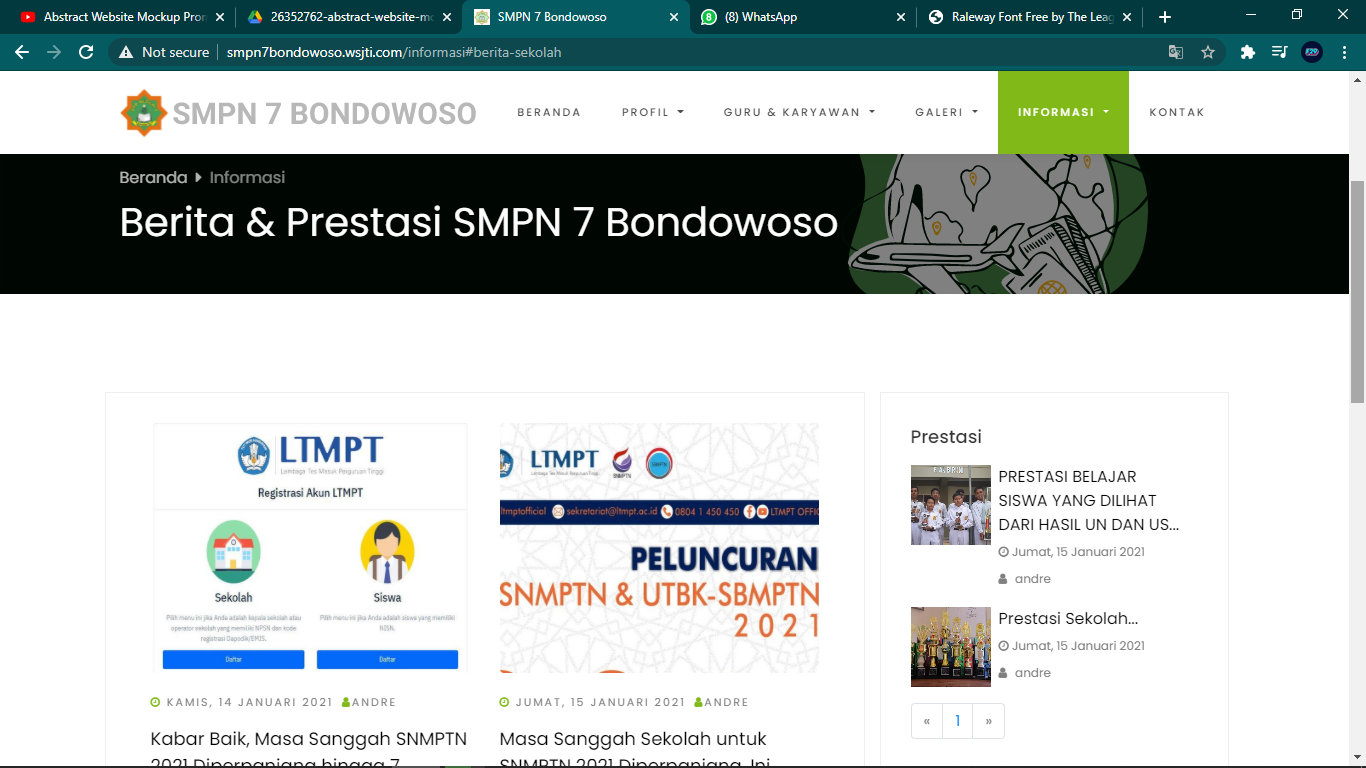 Abstract Website Mockup Pron
26352762-abstract-website-mo
SMPN 7 Bondowoso
(8) WhatsApp
Raleway Font Free by The Leag
Not secure
smpn7bondowoso.wsjti.com/informasi#berita-sekolah
SMPN 7 BONDOWOSO
BERANDA
PROFIL
GURU & KARYAWAN
GALERI
INFORMASI
KONTAK
Beranda
Informasi
Berita & Prestasi SMPN 7 Bondowoso
LTMPT
Lembaga Tes Masuk Perguruan Tinggi
Registrasi Akun LTMPT
Sekolah
Siswa
Pilih menu ini jika Anda adalah kepala sekolah atau
operator sekolah yang memiliki NPSN dan kode
registrasi Dapodik/EMIS.
Pilih menu ini jika Anda adalah siswa yang memiliki
NISN.
Daftar
Daftar
KAMIS, 14 JANUARI 2021
ANDRE
Kabar Baik, Masa Sanggah SNMPTN
2021 Diperpanjang hingga 7
LTMPT
Lembaga Tes Masuk Perguruan Tinggi
SNMPTN
ltmptofficial
sekretariat@ltmpt.ac.id
0804 1 450 450
LTMPT OFFIC
PELUNCURAN
SNMPTN & UTBK-SBMPTN
2021
JUMAT, 15 JANUARI 2021
ANDRE
Masa Sanggah Sekolah untuk
SNMPTN 2021 Diperpanjang, Ini
Prestasi
PRESTASI BELAJAR
SISWA YANG DILIHAT
DARI HASIL UN DAN US...
Jumat, 15 Januari 2021
andre
Prestasi Sekolah...
Jumat, 15 Januari 2021
andre
« 1 »